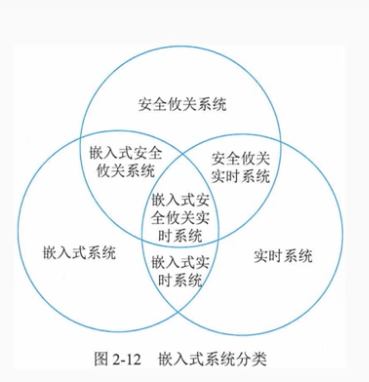 安全攸关系统
嵌入式安全
攸关系统
安全攸关
实时系统
嵌入式安
全攸关实
时系统
嵌入式系统
嵌入式实
时系统
实时系统
图 2-12 嵌入式系统分类